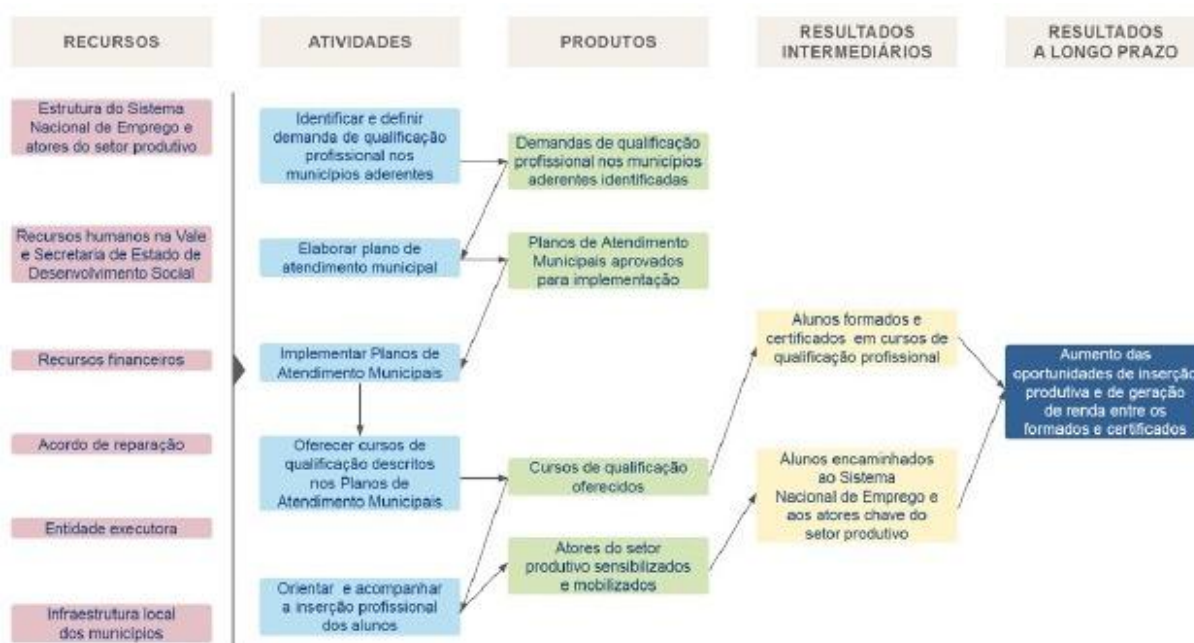 RECURSOS
ATIVIDADES
PRODUTOS
RESULTADOS
INTERMEDIÁRIOS
RESULTADOS
A LONGO PRAZO
Estrutura do Sistema
Nacional de Emprego e
atores do setor produtivo
Recursos humanos na Vale
e Secretaria de Estado de
Desenvolvimento Social
Recursos financeiros
Acordo de reparação
Entidade executora
Infraestrutura local
dos municípios
Identificar e definir
demanda de qualificação
profissional nos
municípios aderentes
Elaborar plano de
atendimento municipal
Implementar Planos de
Atendimento Municipais
Oferecer cursos de
qualificação descritos
nos Planos de
Atendimento Municipais
Orientar e acompanhar
a inserção profissional
dos alunos
Demandas de qualificação
profissional nos municípios
aderentes identificadas
Planos de Atendimento
Municipais aprovados
para implementação
Cursos de qualificação
oferecidos
Atores do setor
produtivo sensibilizados
e mobilizados
Alunos formados e
certificados em cursos de
qualificação profissional
Alunos encaminhados
ao Sistema
Nacional de Emprego e
aos atores chave do
setor produtivo
Aumento das
oportunidades de inserção
produtiva e de geração
de renda entre os
formados e certificados